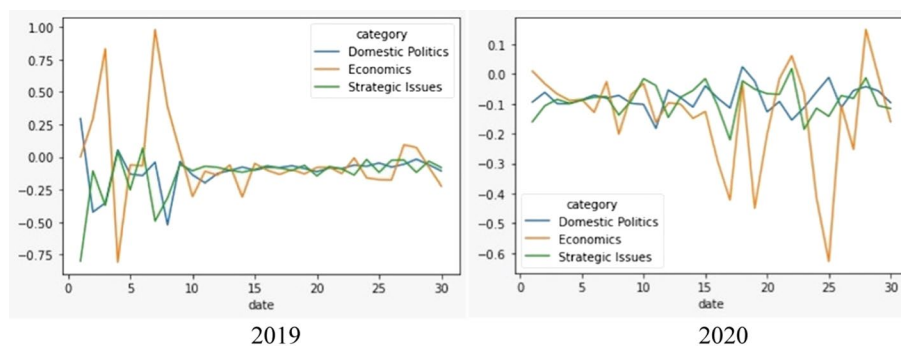 1.00
0.75
0.50
0.25
0.00
-0.25
-0.50
-0.75
0 5 10 15 20 25 30
date
category
Domestic Politics
Economics
Strategic Issues
2019
0.1
0.0
-0.1
-0.2
-0.3
-0.4
-0.5
-0.6
0 5 10 15 20 25 30
date
category
Domestic Politics
Economics
Strategic Issues
2020